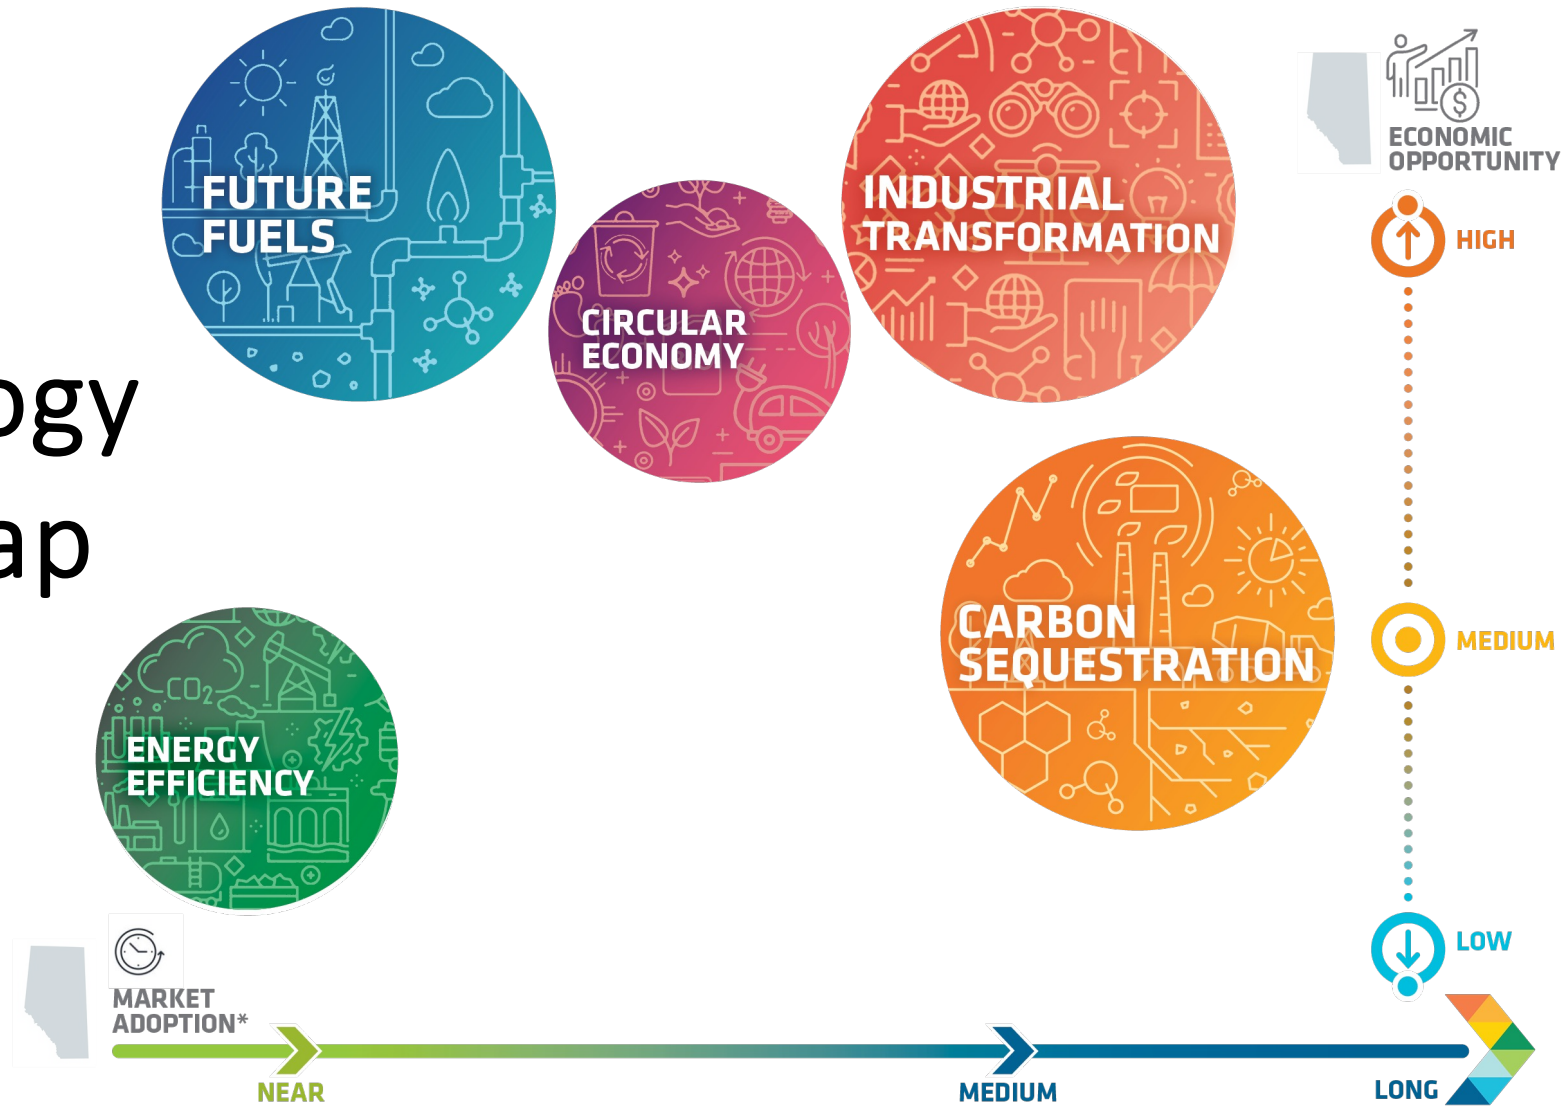 FUTURE
FUELS
CIRCULAR
ECONOMY
INDUSTRIAL
TRANSFORMATION
ECONOMIC
OPPORTUNITY
HIGH
ogy
ap
CARBON
SEQUESTRATION
MEDIUM
CO2
ENERGY
EFFICIENCY
LOW
MARKET
ADOPTION*
NEAR
MEDIUM
LONG